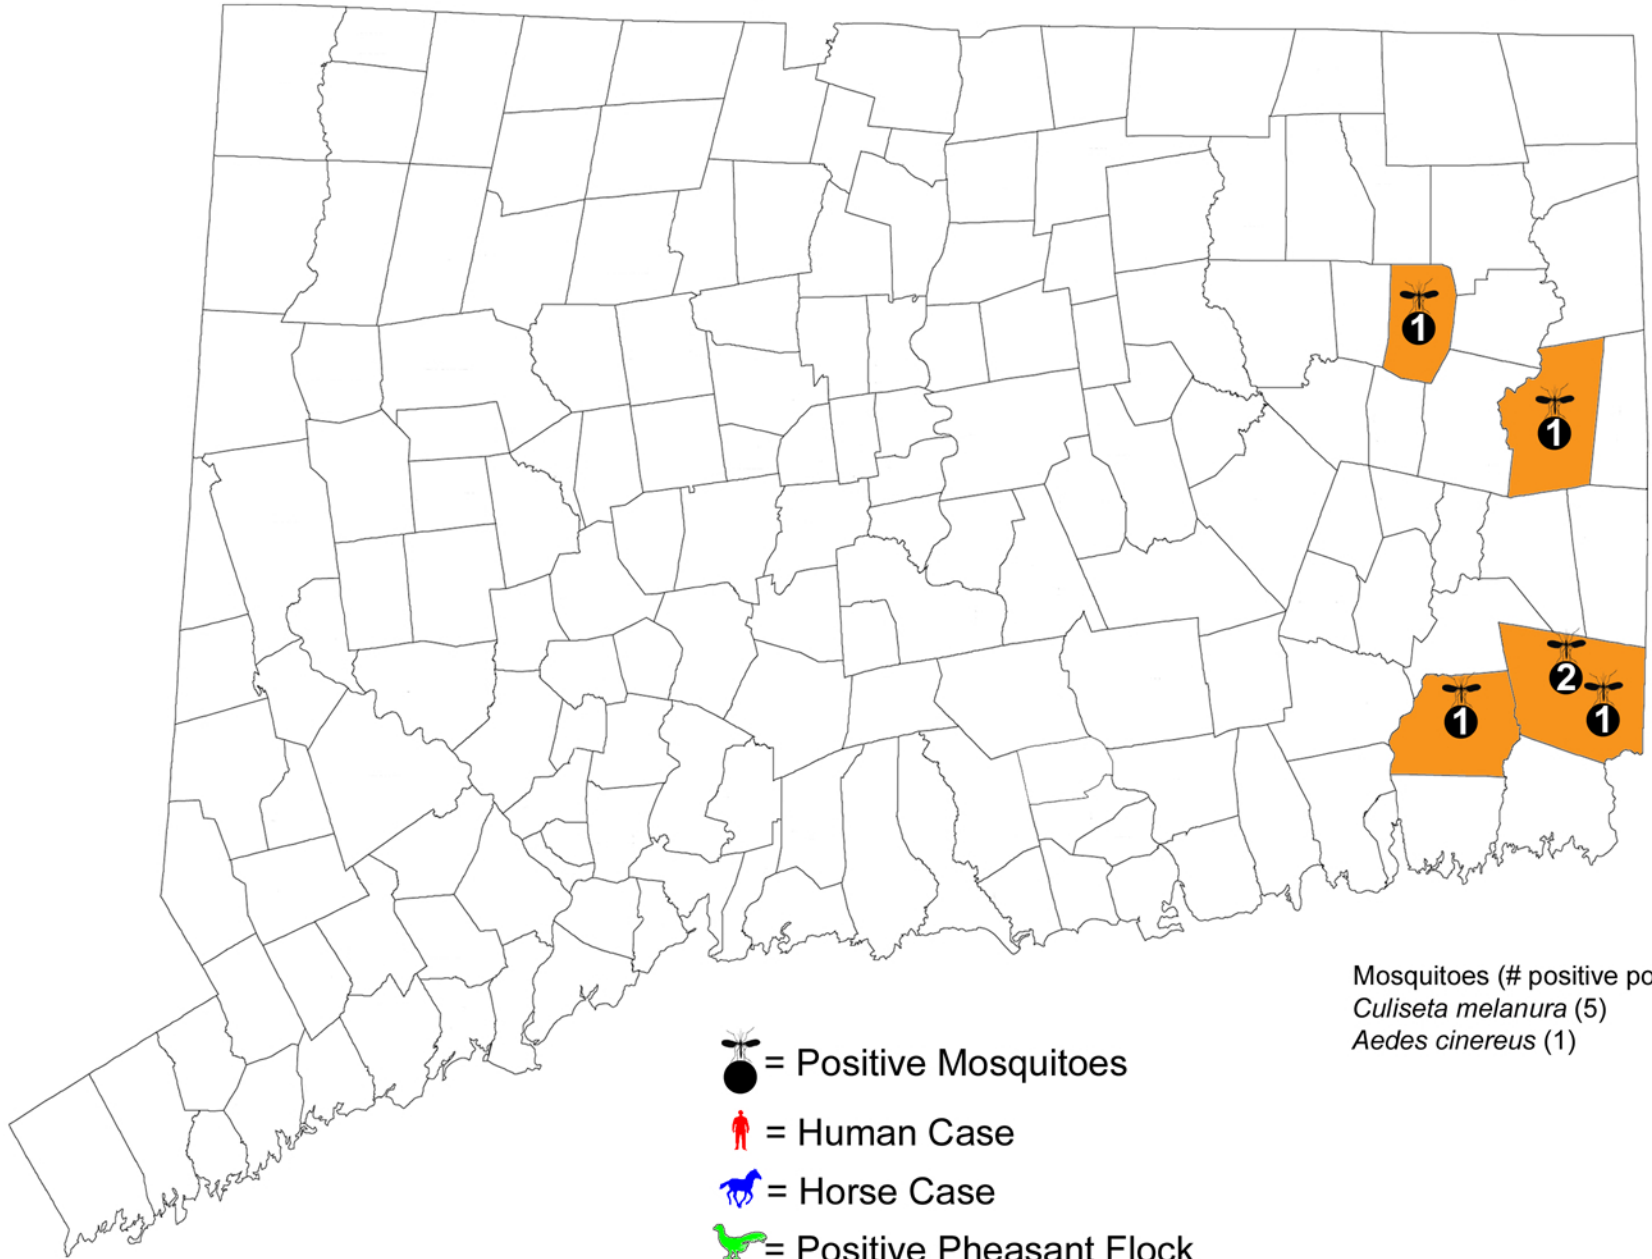 1
1
2
1
1
Mosquitoes (# positive
Culiseta melanura (5)
Aedes cinereus (1)
= Positive Mosquitoes
= Human Case
= Horse Case
= Positive Pheasant Flock